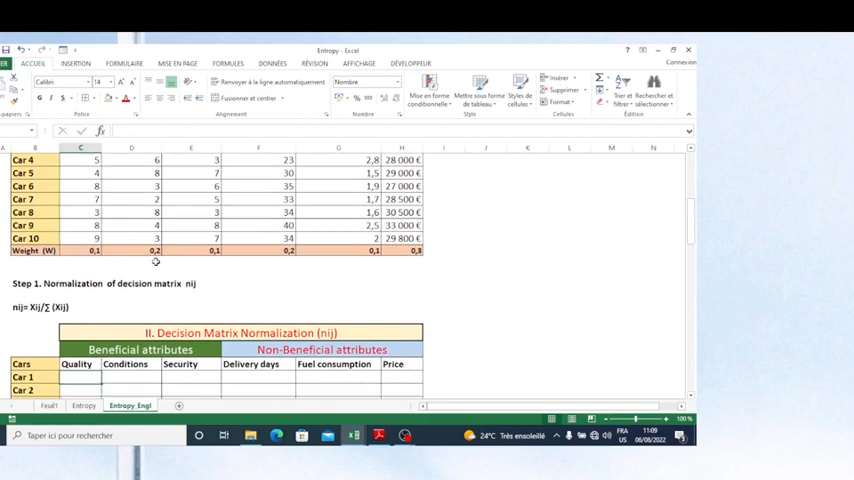 Entropy - Excel
ER ACCUEIL INSERTION FORMULAIRE MISE EN PAGE FORMULES DONNÉES RÉVISION AFFICHAGE DÉVELOPPEUR Connexion
Calibri 14 Renvoyer à la ligne automatiquement Nombre Insérer
Fusionner et centrer Mise en forme conditionnelle Mettre sous forme de tableau Styles de cellules Supprimer Trier et filtrer Rechercher et sélectionner
G I S % Format
Police Alignement Nombre Style Cellules Édition
fx
A B C D E F G H I J K L M N
Car 4 5 6 3 23 2,8 28 000 €
Car 5 4 8 7 30 1,5 29 000 €
Car 6 8 3 6 35 1,9 27 000 €
Car 7 7 2 5 33 1,7 28 500 €
Car 8 3 8 3 34 1,6 30 500 €
Car 9 8 4 8 40 2,5 33 000 €
Car 10 9 3 7 34 2 29 800 €
Weight (W) 0,1 0,2 0,1 0,2 0,1 0,3
Step 1. Normalization of decision matrix nij
nij= Xij/∑ (Xij)
II. Decision Matrix Normalization (nij)
Beneficial attributes Non-Beneficial attributes
Cars Quality Conditions Security Delivery days Fuel consumption Price
Car 1
Car 2
Feuil1 Entropy Entropy_Engl
100 %
Taper ici pour rechercher 24°C Très ensoleillé FRA 11:09
US 06/08/2022